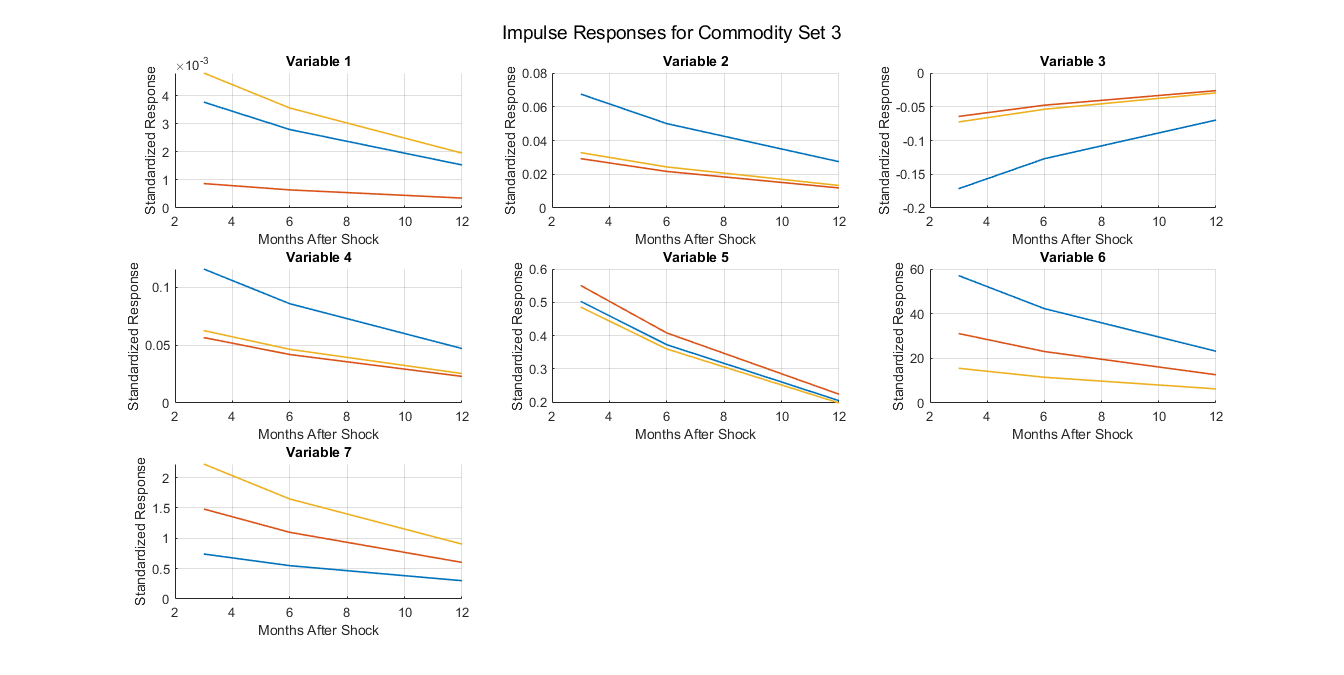 Impulse Responses for Commodity Set 3
Variable 1
×10-3
Standardized Response
4
3
2
1
0
2 4 6 8 10 12
Months After Shock
Variable 2
Standardized Response
0.08
0.06
0.04
0.02
0
2 4 6 8 10 12
Months After Shock
Variable 3
Standardized Response
0
-0.05
-0.1
-0.15
-0.2
2 4 6 8 10 12
Months After Shock
Variable 4
Standardized Response
0.1
0.05
0
2 4 6 8 10 12
Months After Shock
Variable 5
Standardized Response
0.6
0.5
0.4
0.3
0.2
2 4 6 8 10 12
Months After Shock
Variable 6
Standardized Response
60
40
20
0
2 4 6 8 10 12
Months After Shock
Variable 7
Standardized Response
2
1.5
1
0.5
0
2 4 6 8 10 12
Months After Shock